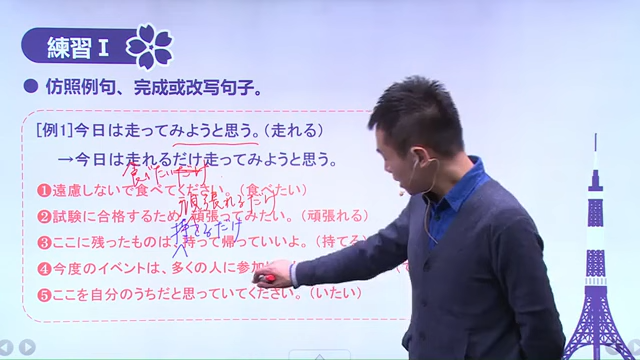 練習Ⅰ
● 仿照例句、完成或改写句子。
[例1]今日は走ってみようと思う。(走れる)
→今日は走れるだけ走ってみようと思う。
食べたいだけ
❶遠慮しないで食べてください。(食べたい)
頑張れるだけ
❷試験に合格するため、頑張ってみたい。(頑張れる)
持てるだけ
❸ここに残ったものは、持って帰っていいよ。(持てる)
❹今度のイベントは、多くの人に参加
❺ここを自分のうちだと思っていてください。(いたい)